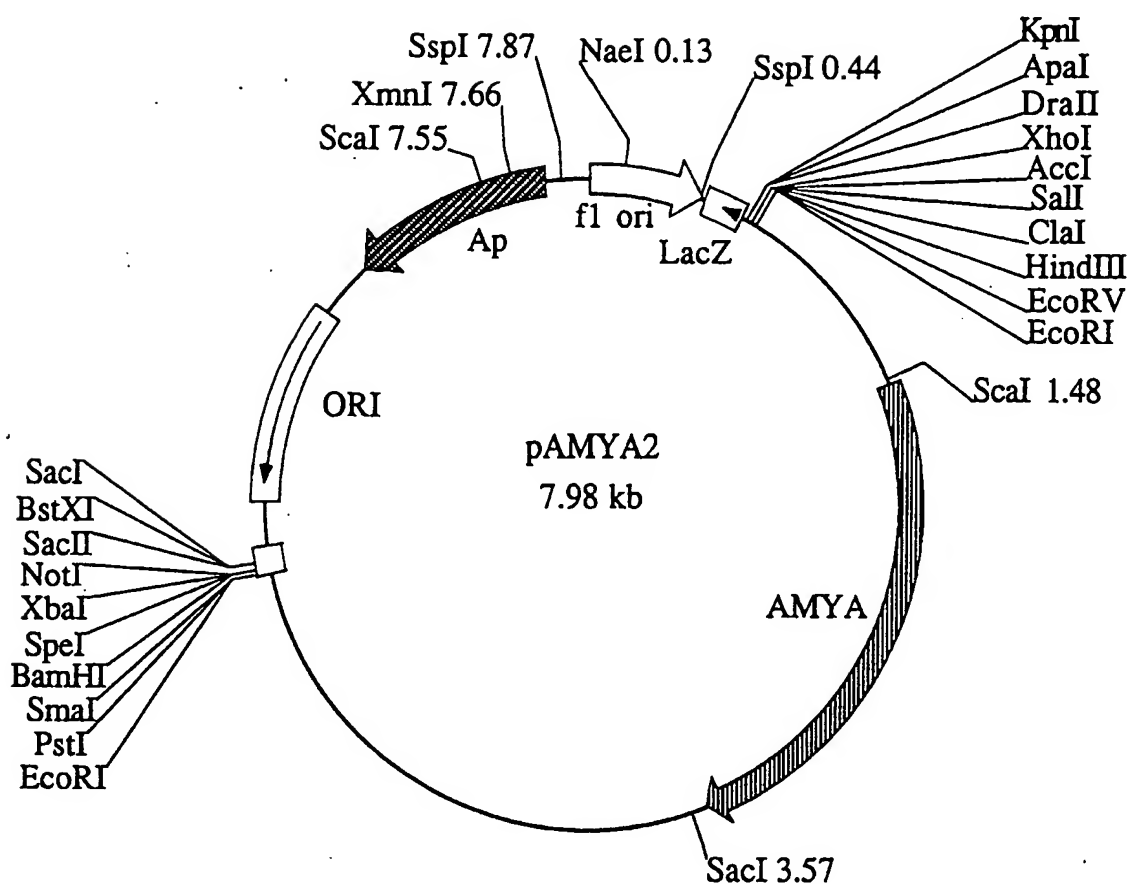 SspI 7.87
NaeI 0.13
SspI 0.44
XmnI 7.66
ScaI 7.55
KpnI
ApaI
DraII
XhoI
AccI
SalI
ClaI
HindIII
EcoRV
EcoRI
f1 ori
LacZ
Ap
ScaI 1.48
ORI
pAMYA2
7.98 kb
AMYA
SacI
BstXI
SacII
NotI
XbaI
SpeI
BamHI
SmaI
PstI
EcoRI
SacI 3.57